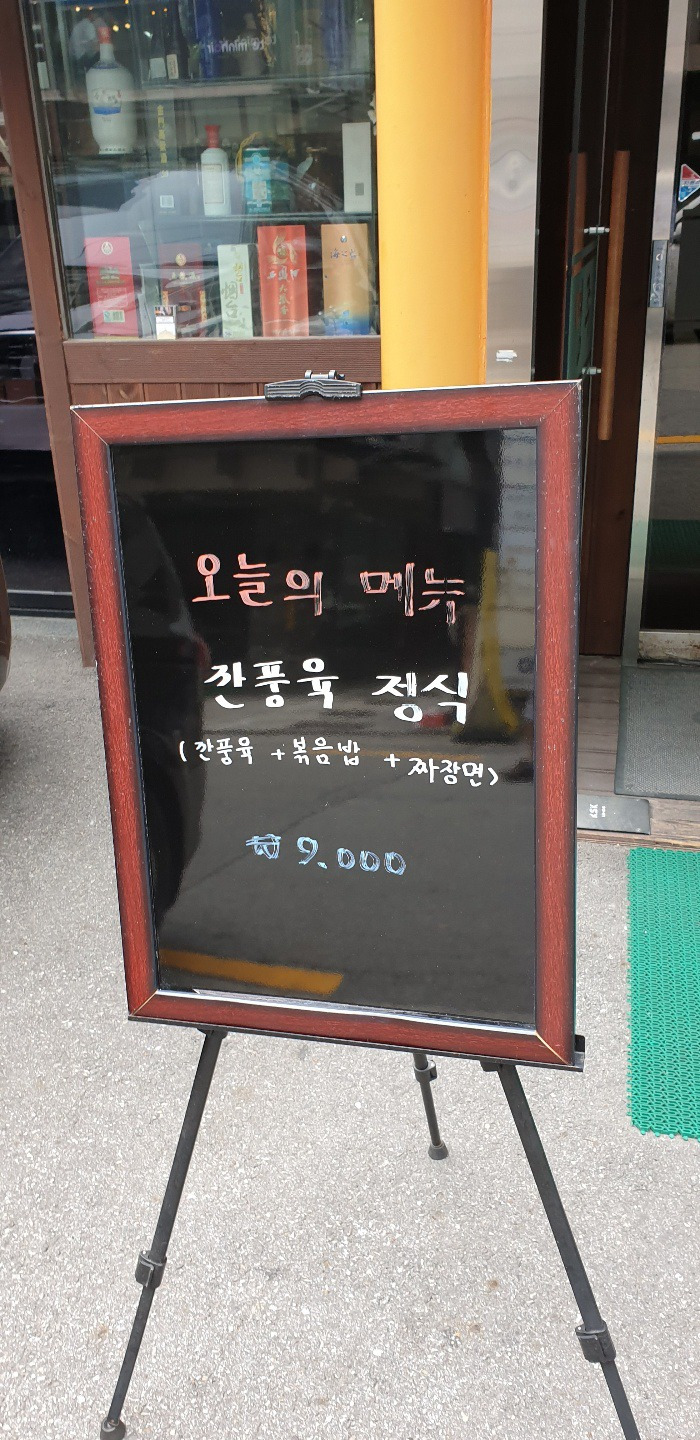 오늘의 메뉴
깐풍육 정식
(깐풍육 + 볶음밥 + 짜장면)
₩ 9.000